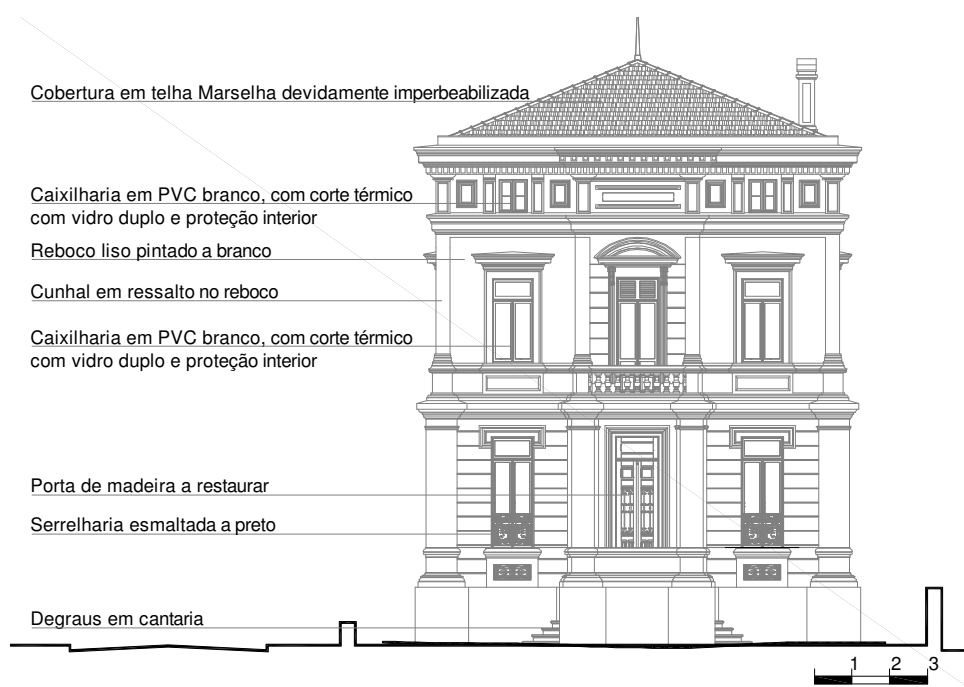 Cobertura em telha Marselha devidamente imperbeabilizada
Caixilharia em PVC branco, com corte térmico
com vidro duplo e proteção interior
Reboco liso pintado a branco
Cunhal em ressalto no reboco
Caixilharia em PVC branco, com corte térmico
com vidro duplo e proteção interior
Porta de madeira a restaurar
Serrelharia esmaltada a preto
Degraus em cantaria
1 2 3